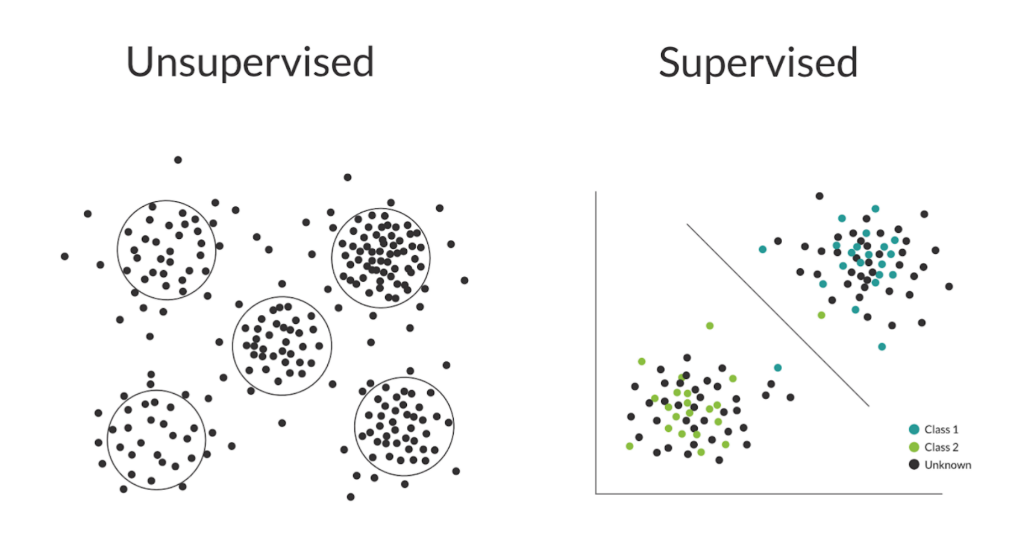 Unsupervised
Supervised
Class 1
Class 2
Unknown